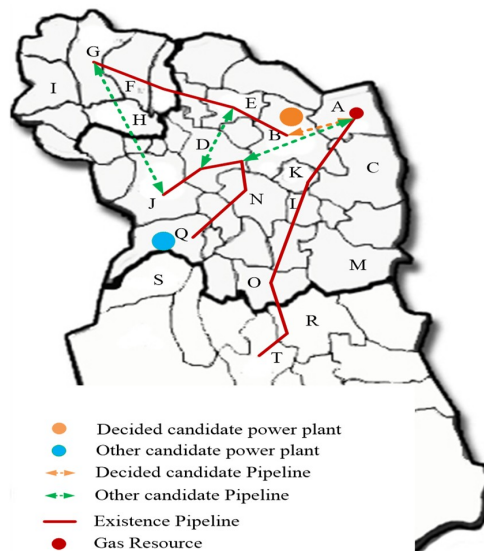 G
A
I
F
E
H
B
D
C
K
J
N
L
Q
M
S
O
R
T
Decided candidate power plant
Other candidate power plant
Decided candidate Pipeline
Other candidate Pipeline
Existence Pipeline
Gas Resource